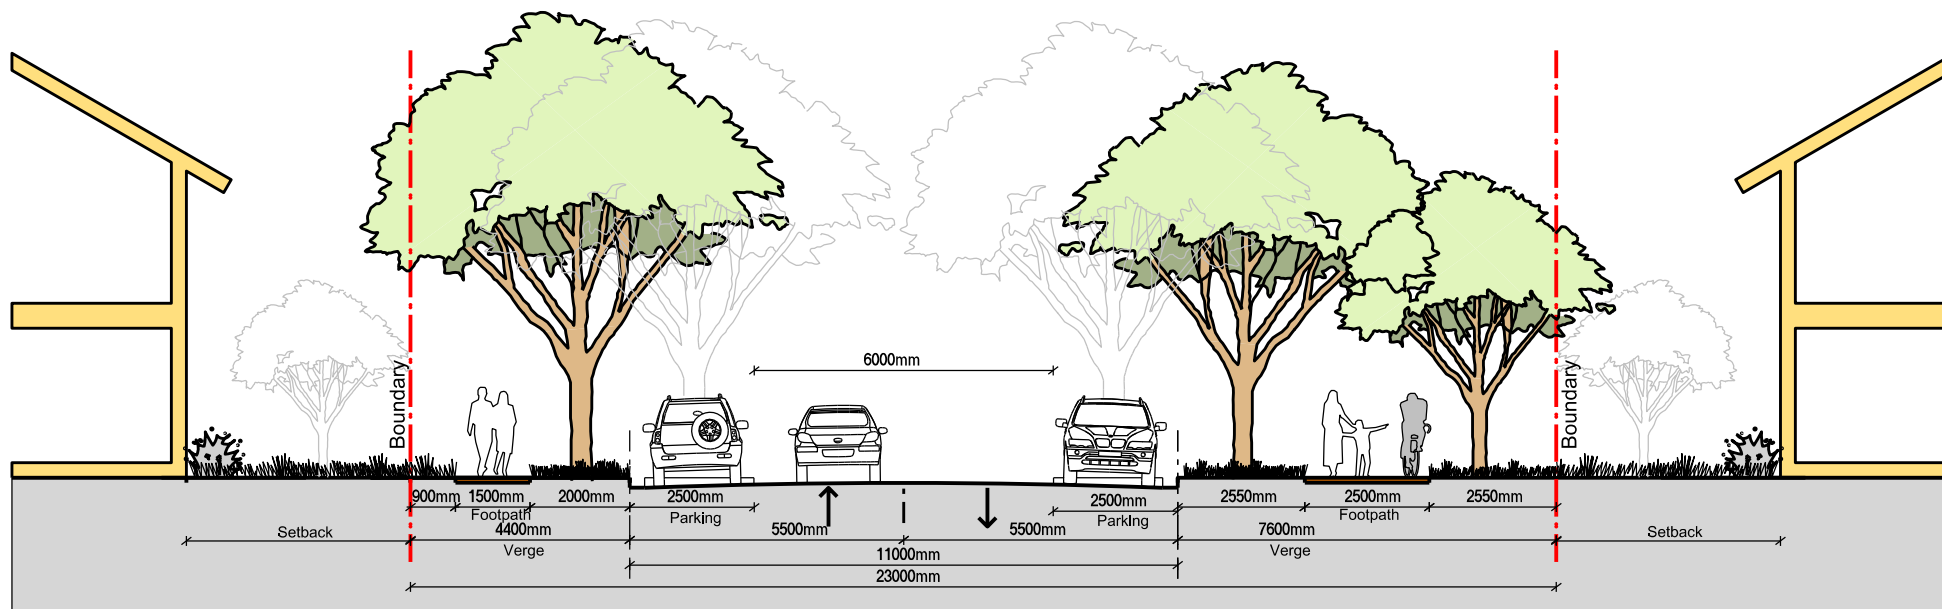 6000mm
Boundary
Boundary
900mm 1500mm 2000mm 2500mm 2500mm 2550mm 2500mm 2550mm
Footpath Parking Parking Footpath
Setback 4400mm 5500mm 5500mm 7600mm Setback
Verge Verge
11000mm
23000mm